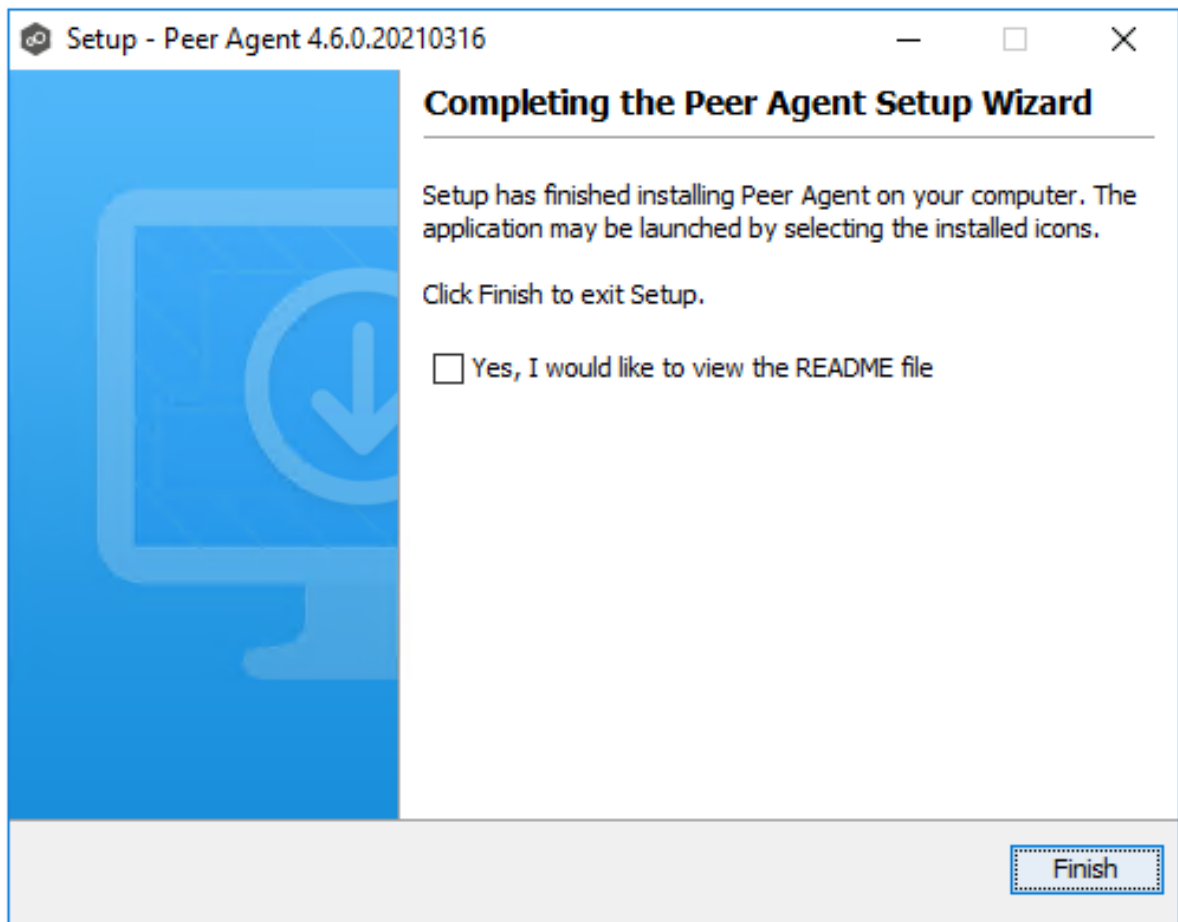 Setup - Peer Agent 4.6.0.20210316
Completing the Peer Agent Setup Wizard
Setup has finished installing Peer Agent on your computer. The
application may be launched by selecting the installed icons.
Click Finish to exit Setup.
Yes, I would like to view the README file
Finish